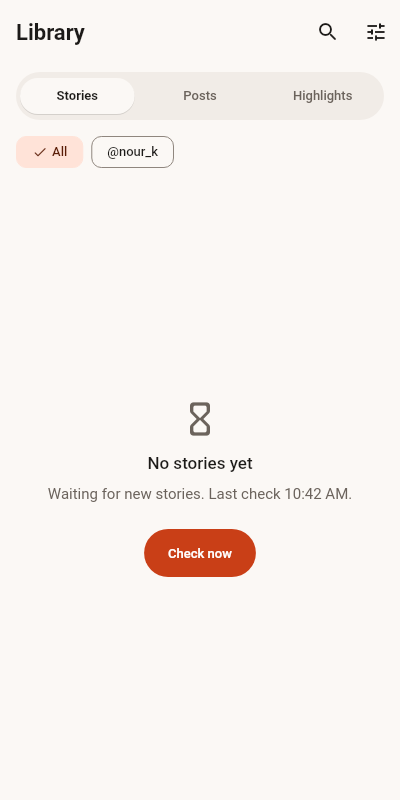 Library
Stories
Posts
Highlights
All
@nour_k
No stories yet
Waiting for new stories. Last check 10:42 AM.
Check now